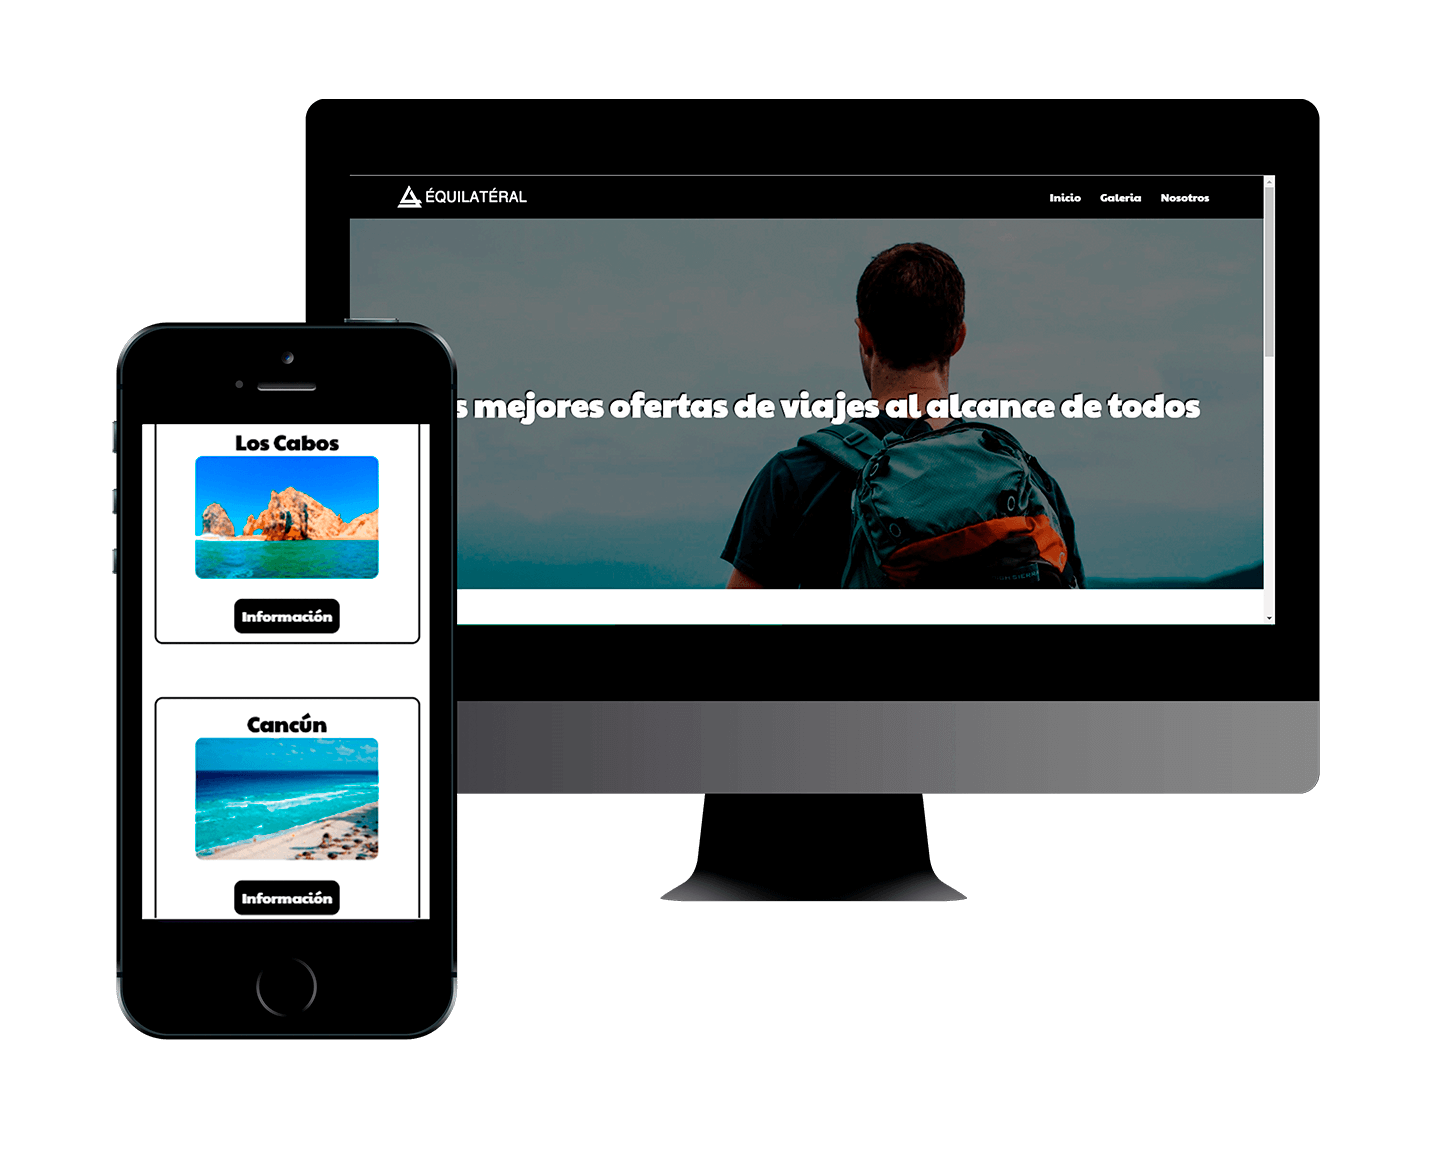 ÉQUILATÉRAL
Inicio Galeria Nosotros
mejores ofertas de viajes al alcance de todos
Los Cabos
Información
Cancún
Información